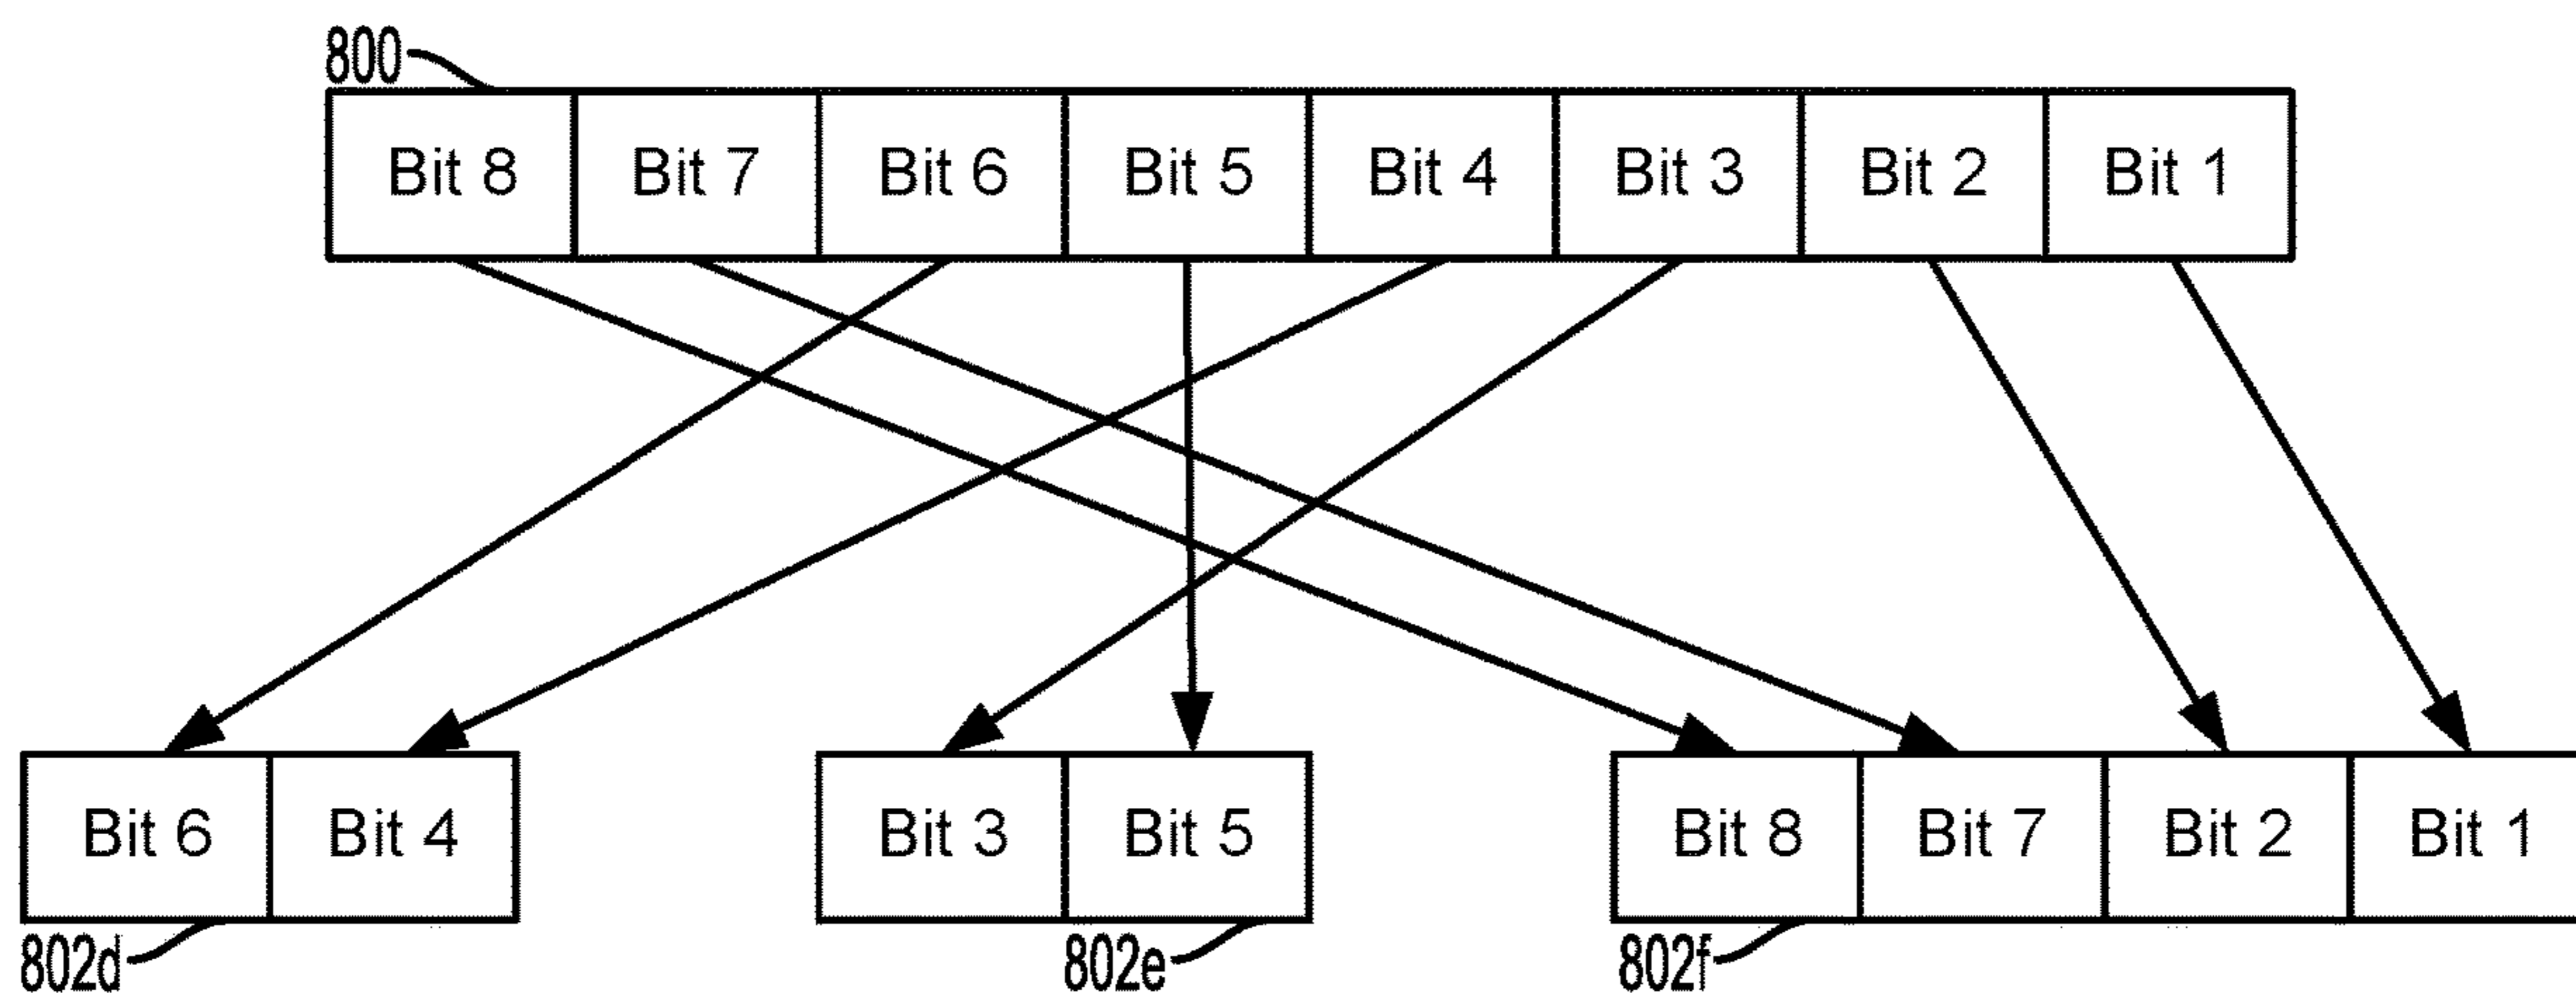 800
Bit 8 Bit 7 Bit 6 Bit 5 Bit 4 Bit 3 Bit 2 Bit 1
Bit 6 Bit 4 Bit 3 Bit 5 Bit 8 Bit 7 Bit 2 Bit 1
802d 802e 802f